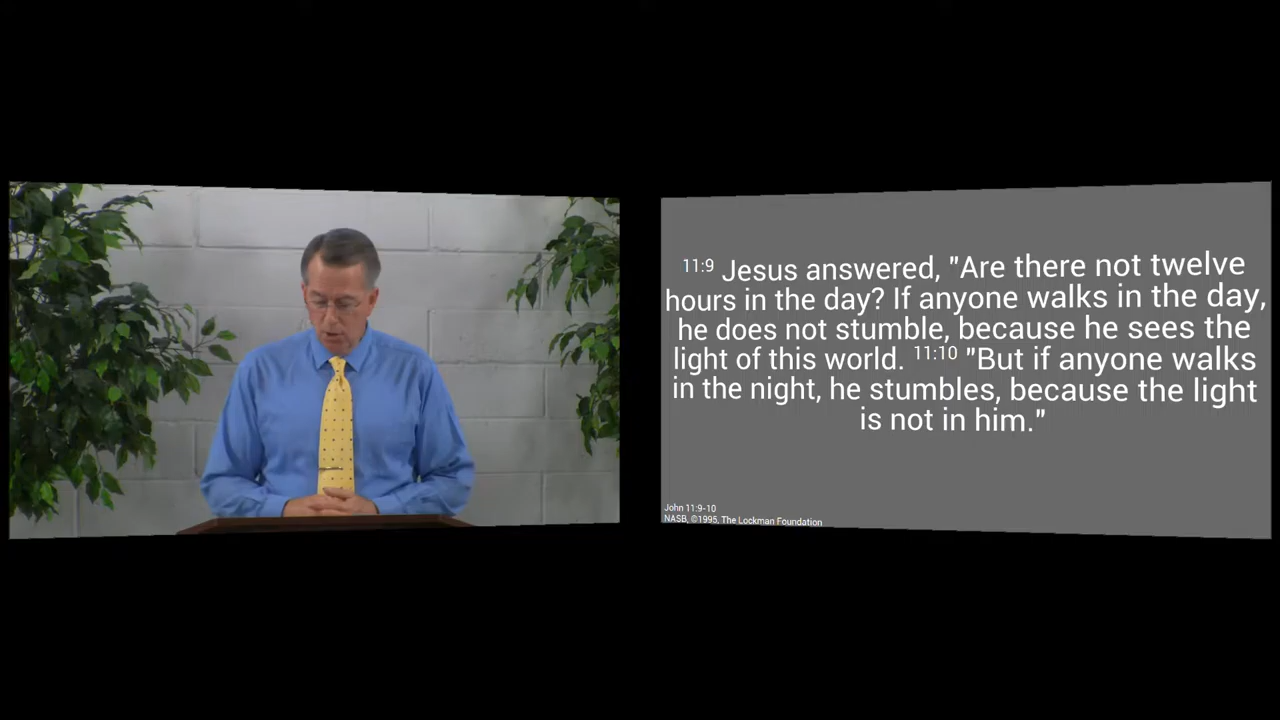 11:9 Jesus answered, "Are there not twelve
hours in the day? If anyone walks in the day,
he does not stumble, because he sees the
light of this world. 11:10 "But if anyone walks
in the night, he stumbles, because the light
is not in him."
John 11:9-10
NASB, ©1995, The Lockman Foundation